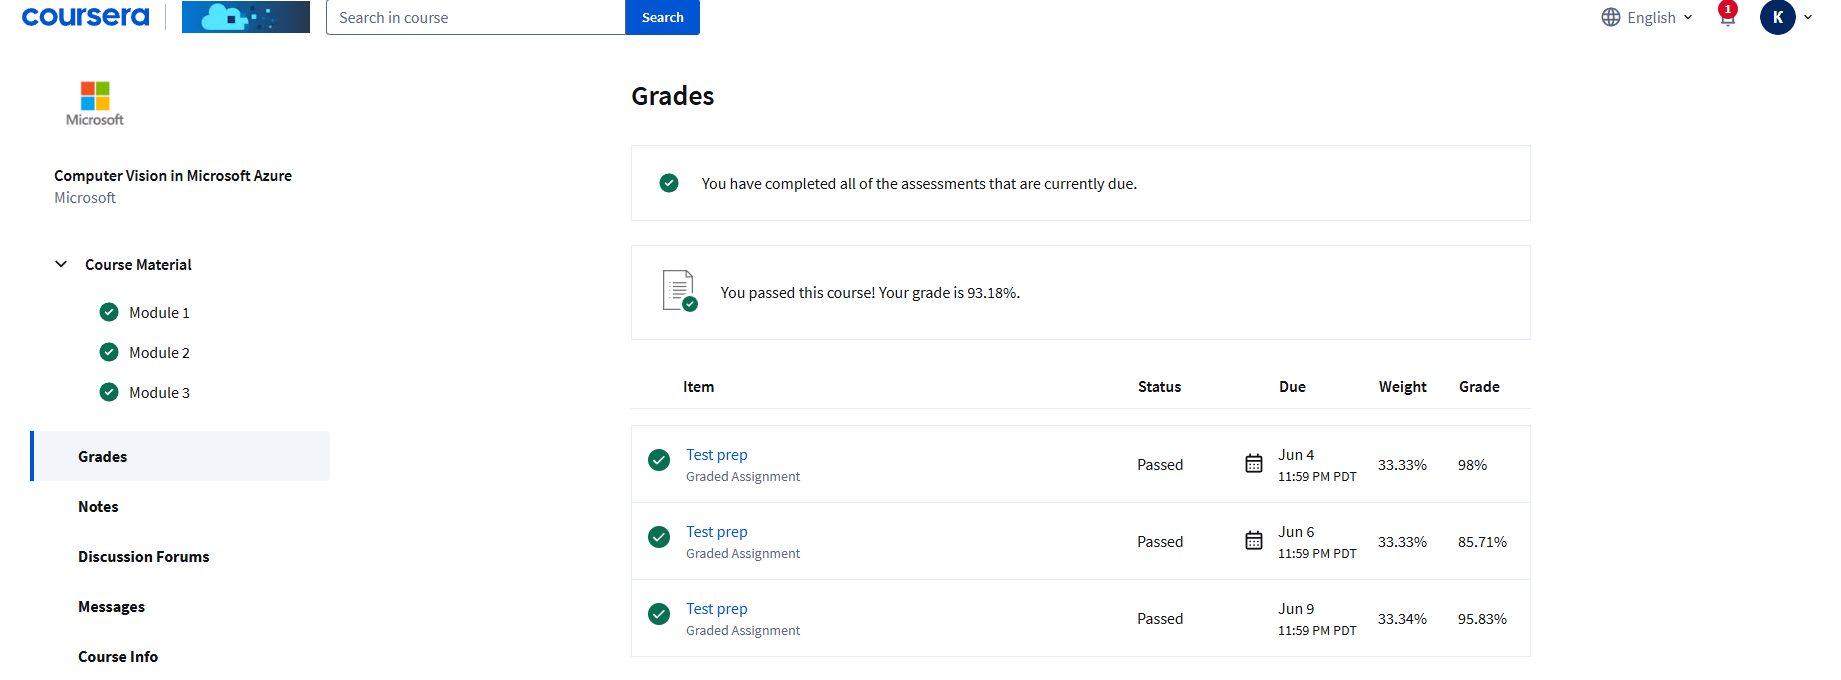 coursera
Search in course
Search
English
1
K
Microsoft
Computer Vision in Microsoft Azure
Microsoft
Course Material
Module 1
Module 2
Module 3
Grades
Notes
Discussion Forums
Messages
Course Info
Grades
You have completed all of the assessments that are currently due.
You passed this course! Your grade is 93.18%.
Item Status Due Weight Grade
Test prep
Graded Assignment
Passed
Jun 4
11:59 PM PDT
33.33%
98%
Test prep
Graded Assignment
Passed
Jun 6
11:59 PM PDT
33.33%
85.71%
Test prep
Graded Assignment
Passed
Jun 9
11:59 PM PDT
33.34%
95.83%